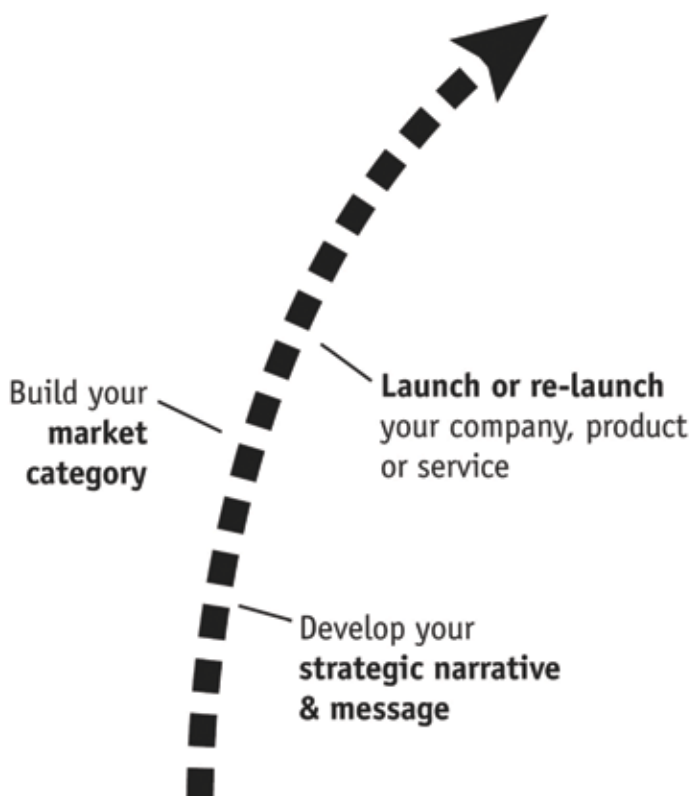 Build your
market
category
Launch or re-launch
your company, product
or service
Develop your
strategic narrative
& message